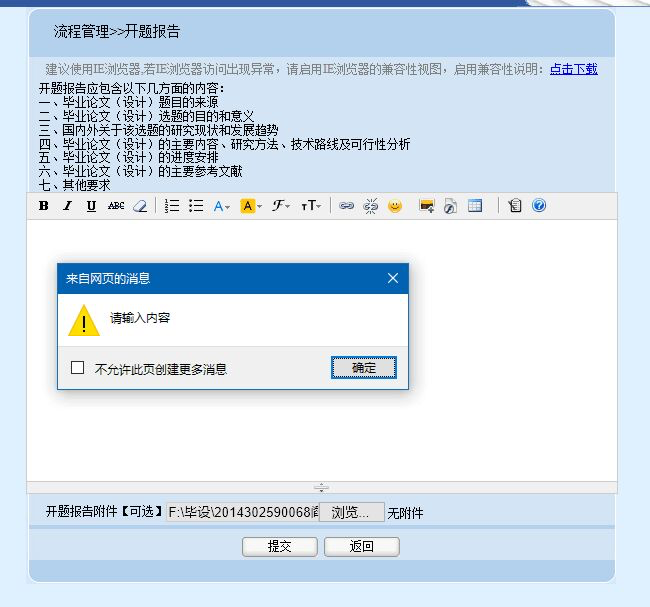 流程管理>>开题报告
建议使用IE浏览器,若IE浏览器访问出现异常，请启用IE浏览器的兼容性视图，启用兼容性说明：点击下载
开题报告应包含以下几方面的内容：
一、毕业论文（设计）题目的来源
二、毕业论文（设计）选题的目的和意义
三、国内外关于该选题的研究现状和发展趋势
四、毕业论文（设计）的主要内容、研究方法、技术路线及可行性分析
五、毕业论文（设计）的进度安排
六、毕业论文（设计）的主要参考文献
七、其他要求
B I U ABC A A F TT
来自网页的消息
请输入内容
不允许此页创建更多消息
确定
开题报告附件【可选】 F:\毕设\2014302590068 浏览... 无附件
提交 返回